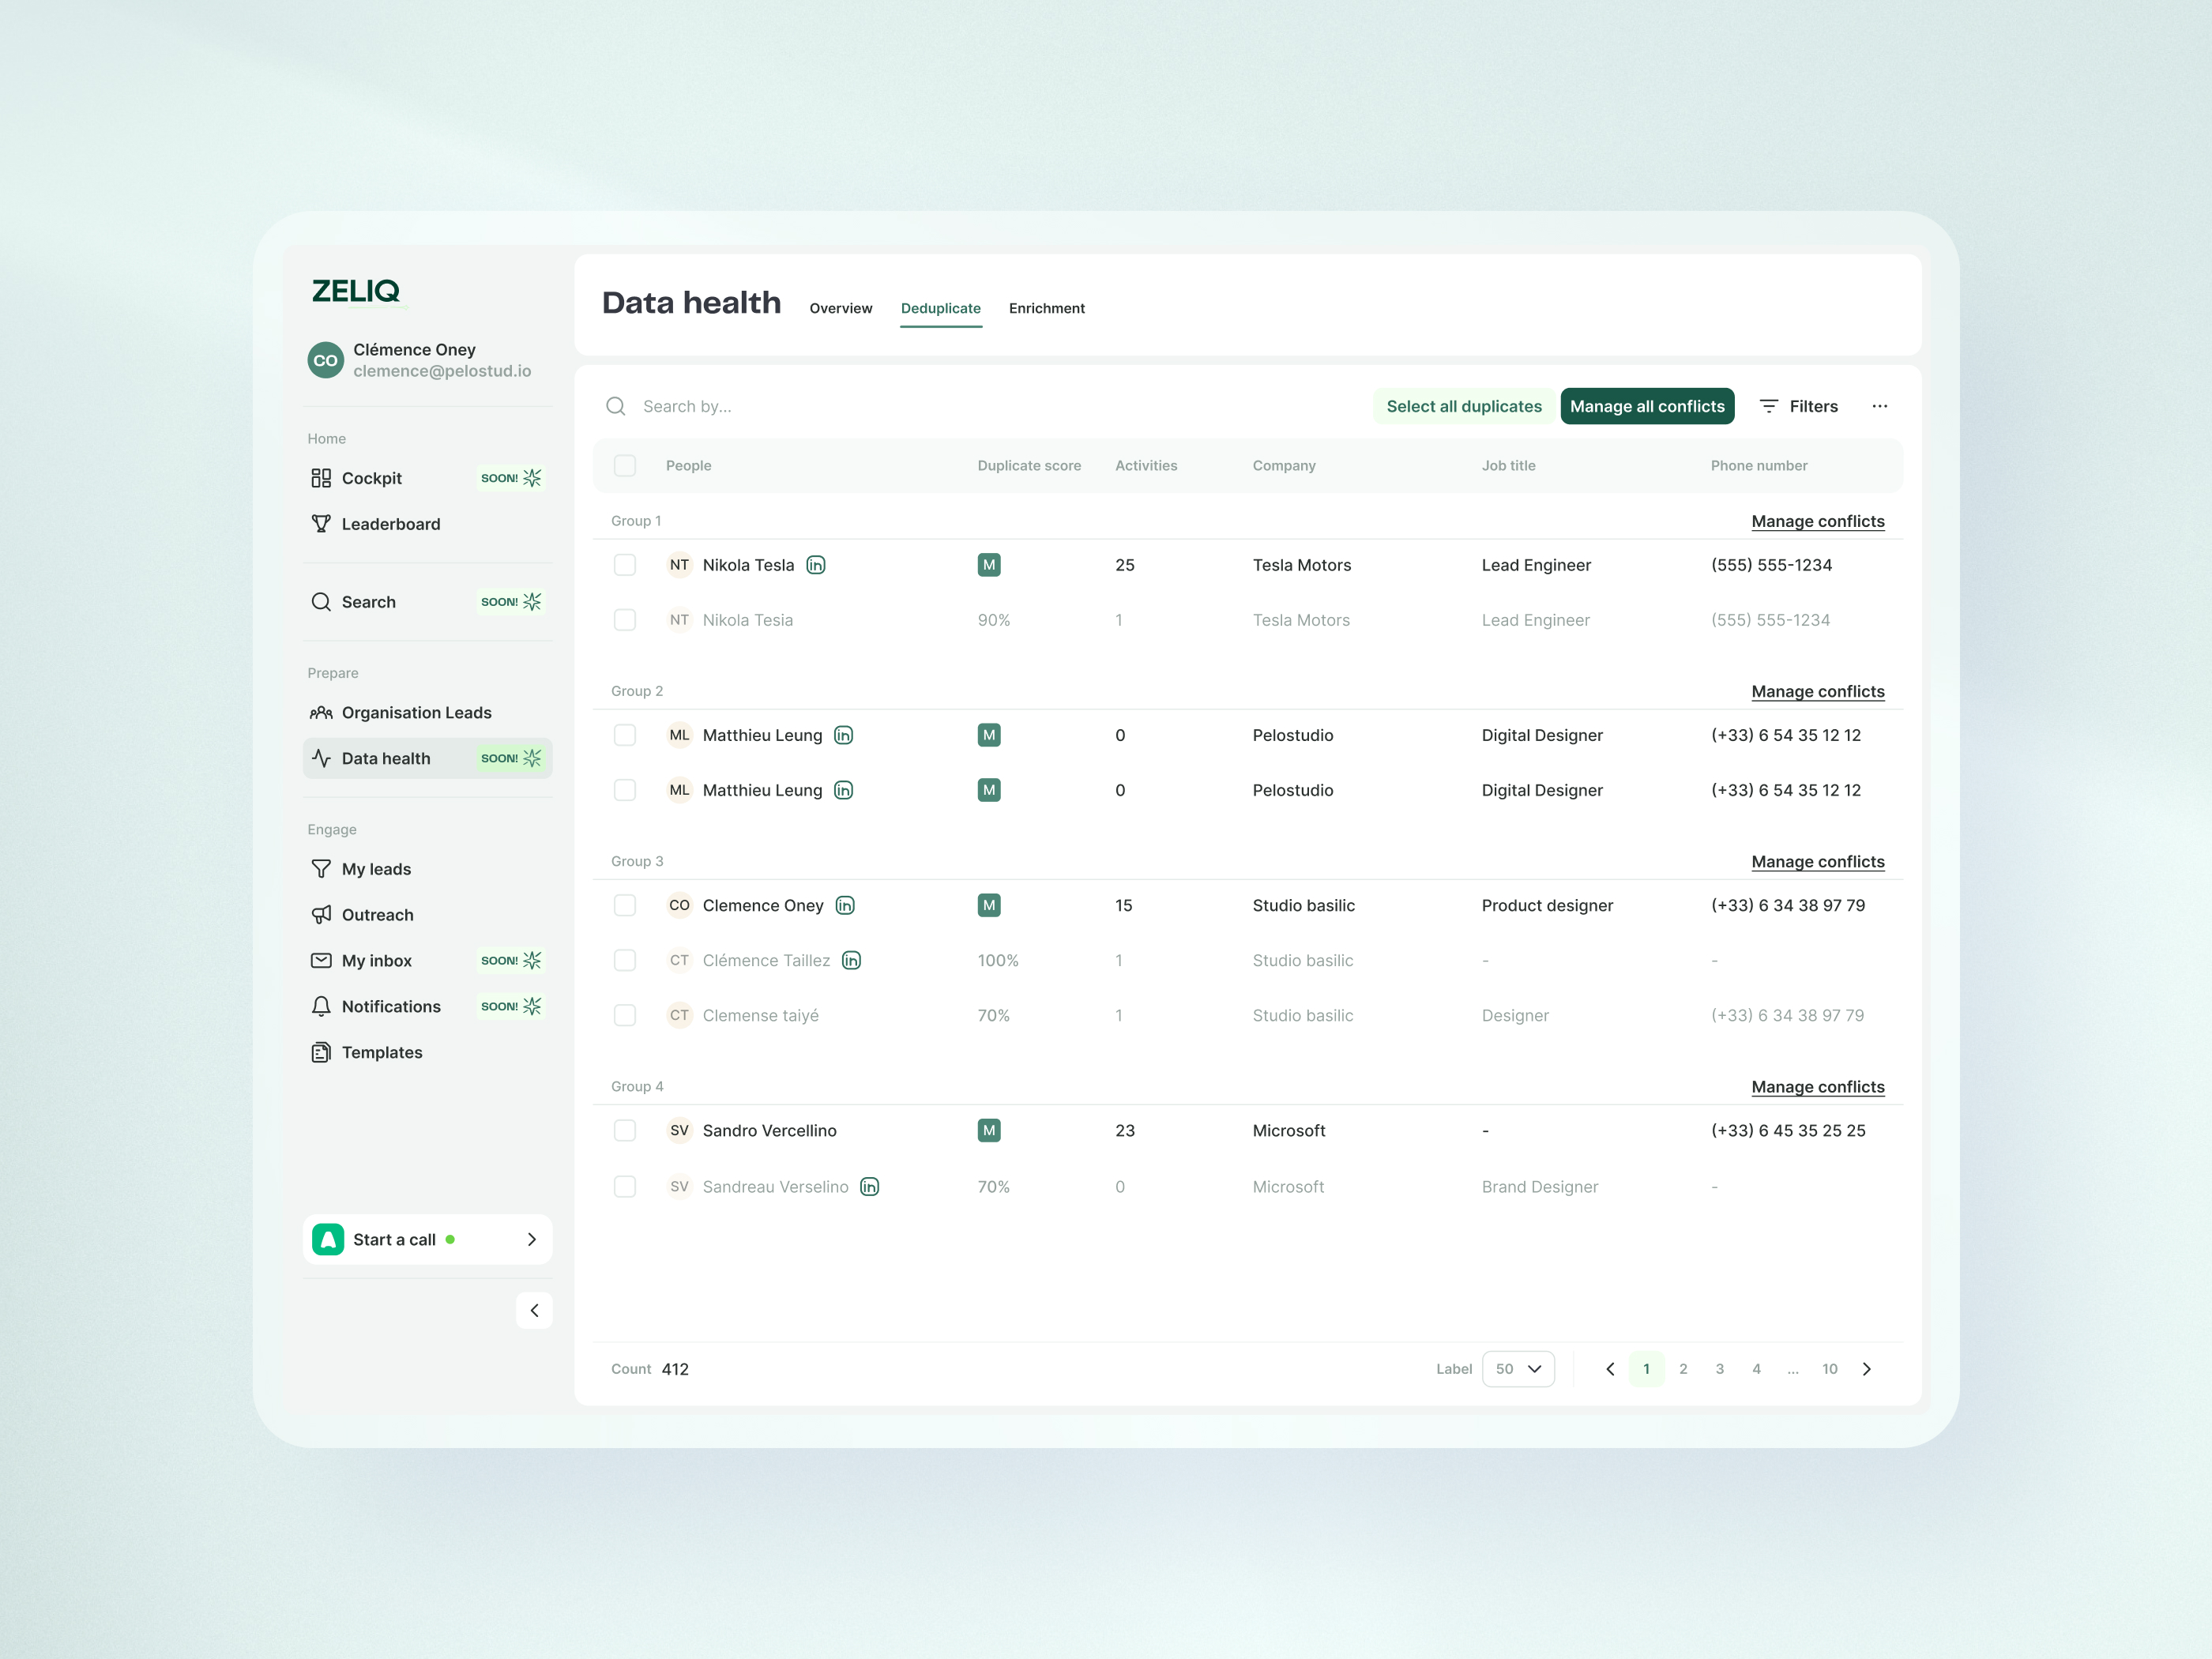 ZELIQ
CO
Clémence Oney
clemence@pelostud.io
Home
Cockpit SOON!
Leaderboard
Search SOON!
Prepare
Organisation Leads
Data health SOON!
Engage
My leads
Outreach
My inbox SOON!
Notifications SOON!
Templates
Start a call
Data health Overview Deduplicate Enrichment
Search by... Select all duplicates Manage all conflicts Filters ...
People Duplicate score Activities Company Job title Phone number
Group 1 Manage conflicts
NT Nikola Tesla in M 25 Tesla Motors Lead Engineer (555) 555-1234
NT Nikola Tesia 90% 1 Tesla Motors Lead Engineer (555) 555-1234
Group 2 Manage conflicts
ML Matthieu Leung in M 0 Pelostudio Digital Designer (+33) 6 54 35 12 12
ML Matthieu Leung in M 0 Pelostudio Digital Designer (+33) 6 54 35 12 12
Group 3 Manage conflicts
CO Clemence Oney in M 15 Studio basilic Product designer (+33) 6 34 38 97 79
CT Clémence Taillez in 100% 1 Studio basilic - -
CT Clemense taiyé 70% 1 Studio basilic Designer (+33) 6 34 38 97 79
Group 4 Manage conflicts
SV Sandro Vercellino M 23 Microsoft - (+33) 6 45 35 25 25
SV Sandreau Verselino in 70% 0 Microsoft Brand Designer -
Count 412 Label 50 1 2 3 4 ... 10